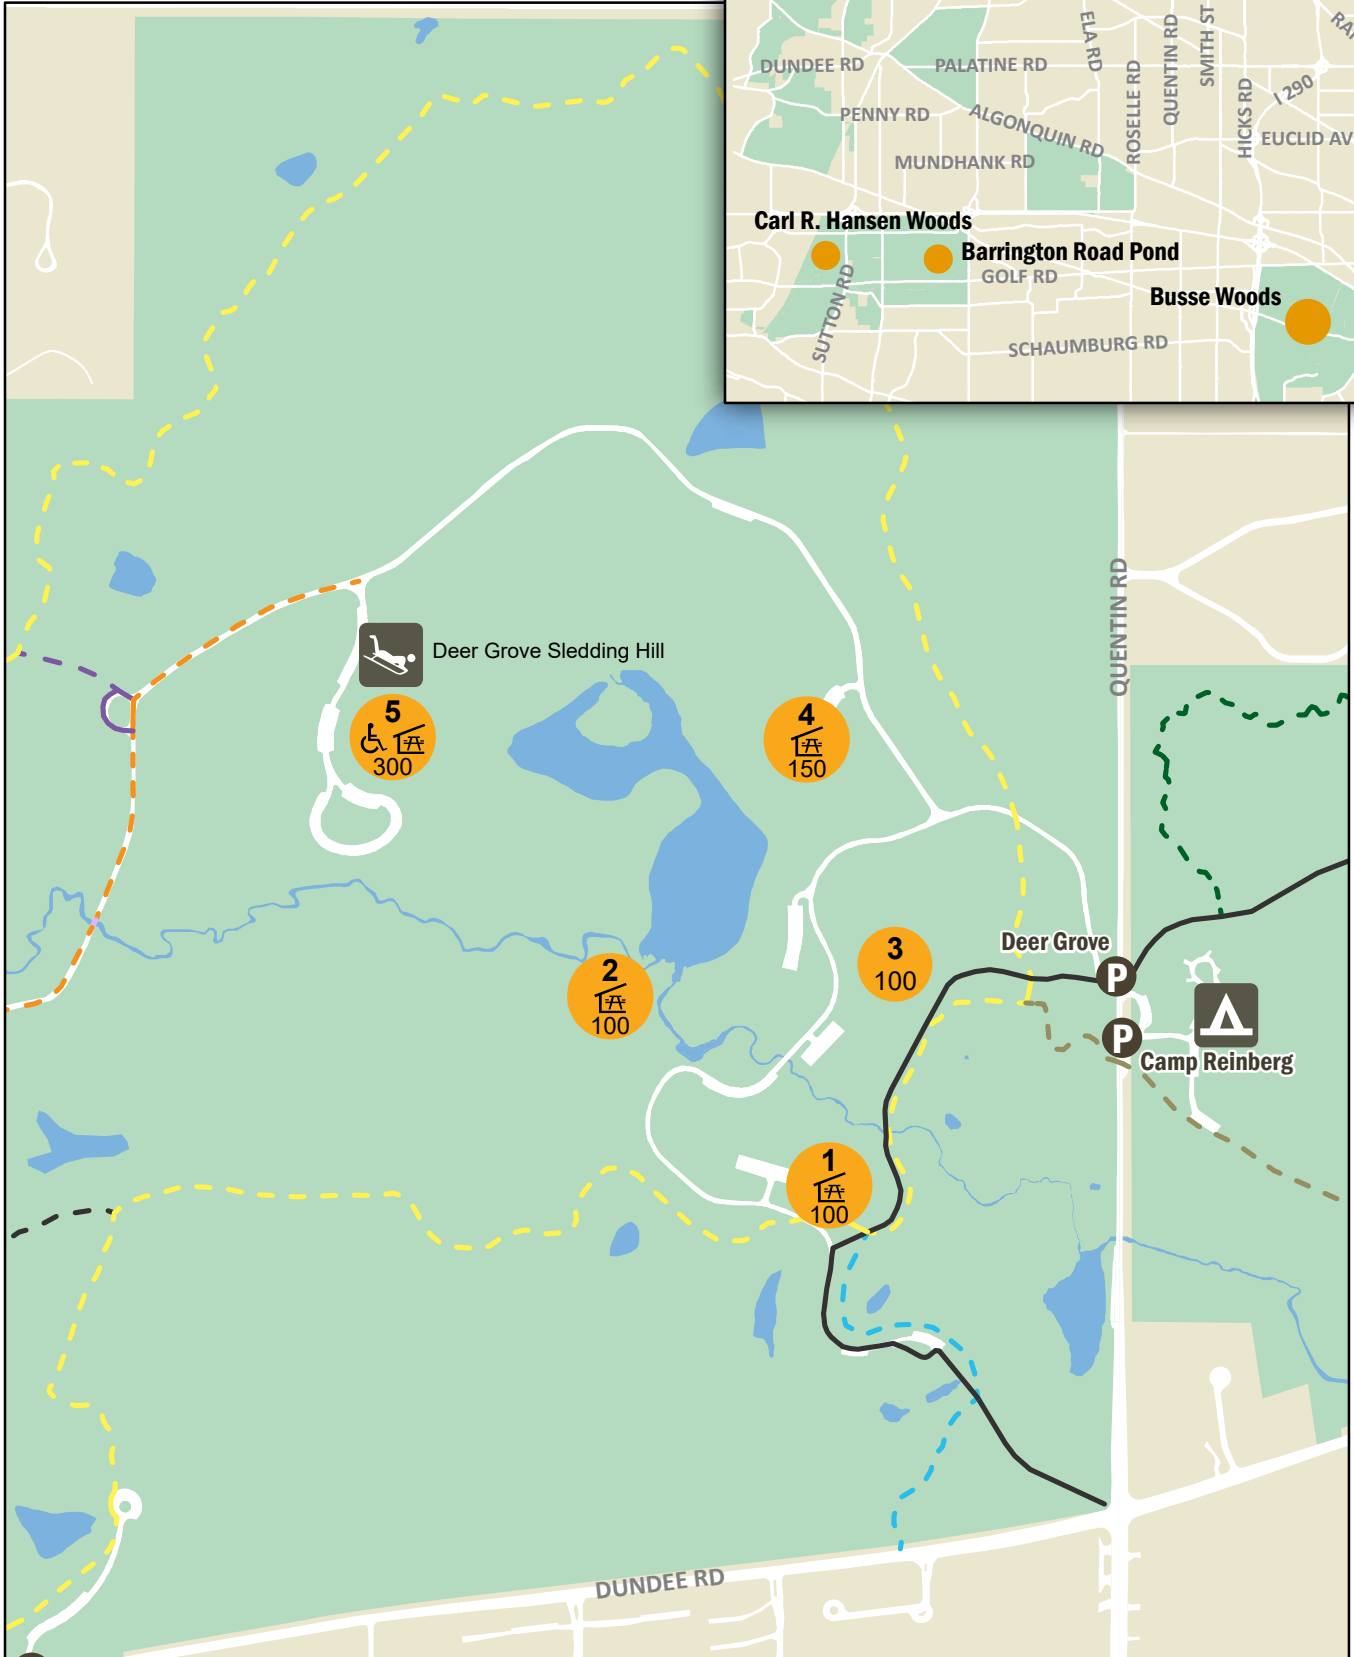 DUNDEE RD
PALATINE RD
ELA RD
ROSELLE RD
QUENTIN RD
SMITH ST
HICKS RD
I 290
PENNY RD
ALGONQUIN RD
EUCLID AV
MUNDHANK RD
Carl R. Hansen Woods
Barrington Road Pond
GOLF RD
SUTTON RD
Busse Woods
SCHAUMBURG RD
QUENTIN RD
Deer Grove Sledding Hill
5
300
4
150
Deer Grove
P
3
100
2
100
P
Camp Reinberg
1
100
DUNDEE RD